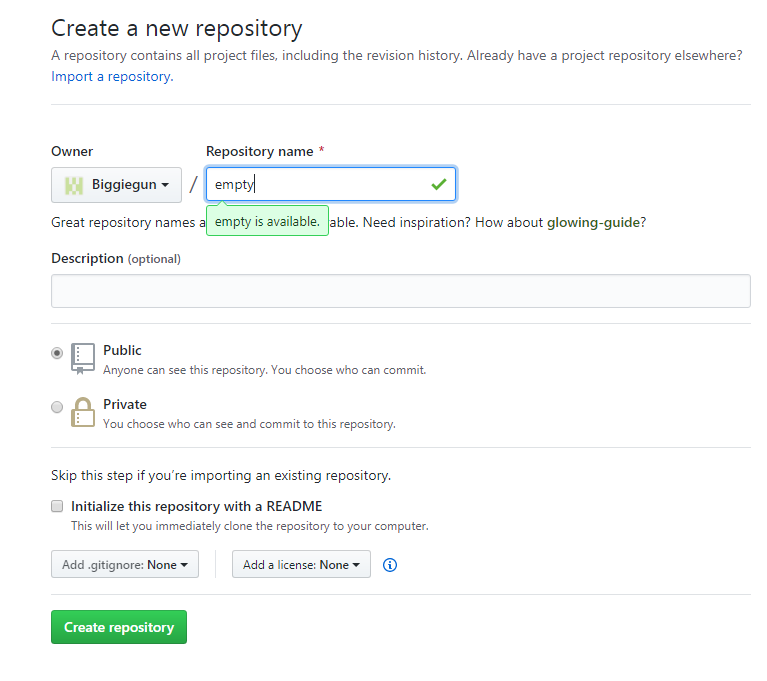 Create a new repository
A repository contains all project files, including the revision history. Already have a project repository elsewhere?
Import a repository.
Owner
Repository name *
Biggiegun
/
empty
Great repository names a
empty is available.
able. Need inspiration? How about glowing-guide?
Description (optional)
Public
Anyone can see this repository. You choose who can commit.
Private
You choose who can see and commit to this repository.
Skip this step if you’re importing an existing repository.
Initialize this repository with a README
This will let you immediately clone the repository to your computer.
Add .gitignore: None
Add a license: None
Create repository